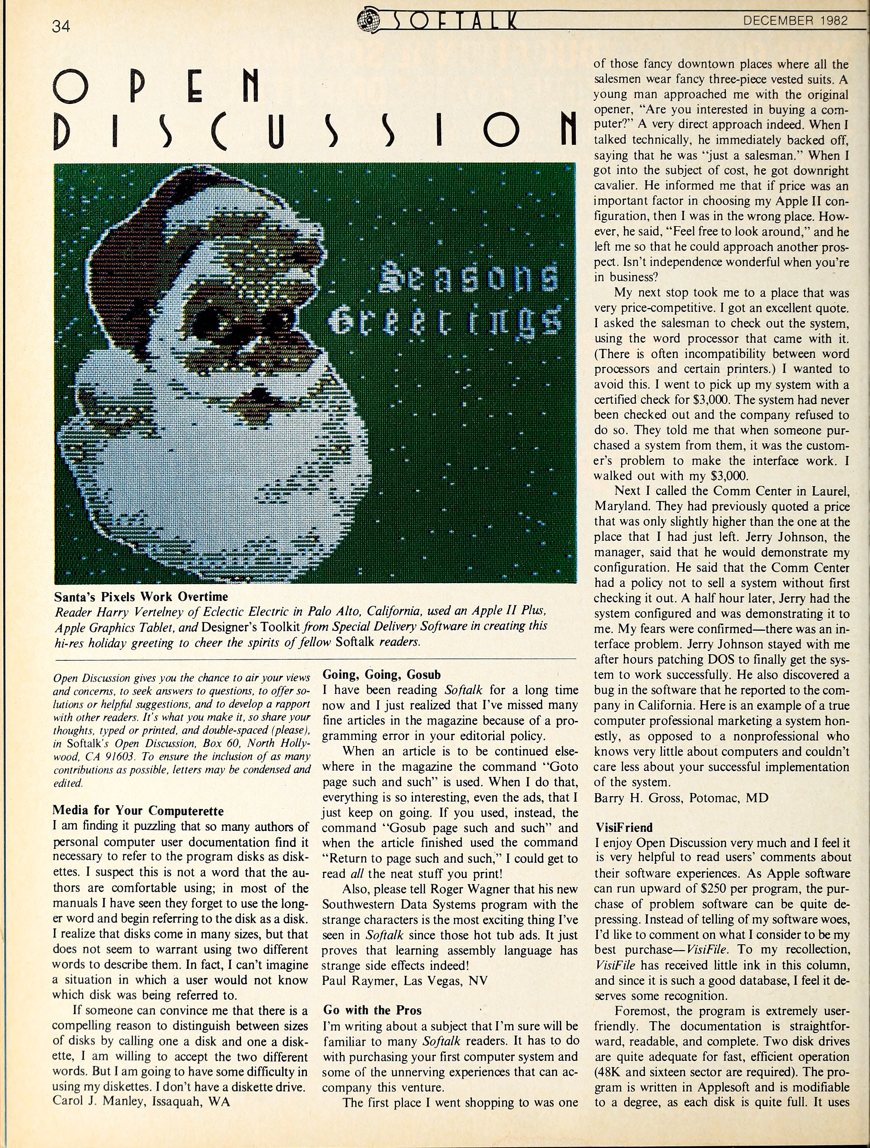 34
SOFTALK
DECEMBER 1982
OPEN
DISCUSSION
Seasons
Greetings
Santa's Pixels Work Overtime
Reader Harry Vertelney of Eclectic Electric in Palo Alto, California, used an Apple II Plus,
Apple Graphics Tablet, and Designer's Toolkit from Special Delivery Software in creating this
hi-res holiday greeting to cheer the spirits of fellow Softalk readers.
Open Discussion gives you the chance to air your views
and concerns, to seek answers to questions, to offer so-
lutions or helpful suggestions, and to develop a rapport
with other readers. It's what you make it, so share your
thoughts, typed or printed, and double-spaced (please),
in Softalk's Open Discussion, Box 60, North Holly-
wood, CA 91603. To ensure the inclusion of as many
contributions as possible, letters may be condensed and
edited.
Media for Your Computerette
I am finding it puzzling that so many authors of
personal computer user documentation find it
necessary to refer to the program disks as disk-
ettes. I suspect this is not a word that the au-
thors are comfortable using; in most of the
manuals I have seen they forget to use the long-
er word and begin referring to the disk as a disk.
I realize that disks come in many sizes, but that
does not seem to warrant using two different
words to describe them. In fact, I can't imagine
a situation in which a user would not know
which disk was being referred to.
If someone can convince me that there is a
compelling reason to distinguish between sizes
of disks by calling one a disk and one a disk-
ette, I am willing to accept the two different
words. But I am going to have some difficulty in
using my diskettes. I don't have a diskette drive.
Carol J. Manley, Issaquah, WA
Going, Going, Gosub
I have been reading Softalk for a long time
now and I just realized that I've missed many
fine articles in the magazine because of a pro-
gramming error in your editorial policy.
When an article is to be continued else-
where in the magazine the command "Goto
page such and such" is used. When I do that,
everything is so interesting, even the ads, that I
just keep on going. If you used, instead, the
command "Gosub page such and such" and
when the article finished used the command
"Return to page such and such," I could get to
read all the neat stuff you print!
Also, please tell Roger Wagner that his new
Southwestern Data Systems program with the
strange characters is the most exciting thing I've
seen in Softalk since those hot tub ads. It just
proves that learning assembly language has
strange side effects indeed!
Paul Raymer, Las Vegas, NV
Go with the Pros
I'm writing about a subject that I'm sure will be
familiar to many Softalk readers. It has to do
with purchasing your first computer system and
some of the unnerving experiences that can ac-
company this venture.
The first place I went shopping to was one
of those fancy downtown places where all the
salesmen wear fancy three-piece vested suits. A
young man approached me with the original
opener, "Are you interested in buying a com-
puter?" A very direct approach indeed. When I
talked technically, he immediately backed off,
saying that he was "just a salesman." When I
got into the subject of cost, he got downright
cavalier. He informed me that if price was an
important factor in choosing my Apple II con-
figuration, then I was in the wrong place. How-
ever, he said, "Feel free to look around," and he
left me so that he could approach another pros-
pect. Isn't independence wonderful when you're
in business?
My next stop took me to a place that was
very price-competitive. I got an excellent quote.
I asked the salesman to check out the system,
using the word processor that came with it.
(There is often incompatibility between word
processors and certain printers.) I wanted to
avoid this. I went to pick up my system with a
certified check for $3,000. The system had never
been checked out and the company refused to
do so. They told me that when someone pur-
chased a system from them, it was the custom-
er's problem to make the interface work. I
walked out with my $3,000.
Next I called the Comm Center in Laurel,
Maryland. They had previously quoted a price
that was only slightly higher than the one at the
place that I had just left. Jerry Johnson, the
manager, said that he would demonstrate my
configuration. He said that the Comm Center
had a policy not to sell a system without first
checking it out. A half hour later, Jerry had the
system configured and was demonstrating it to
me. My fears were confirmed—there was an in-
terface problem. Jerry Johnson stayed with me
after hours patching DOS to finally get the sys-
tem to work successfully. He also discovered a
bug in the software that he reported to the com-
pany in California. Here is an example of a true
computer professional marketing a system hon-
estly, as opposed to a nonprofessional who
knows very little about computers and couldn't
care less about your successful implementation
of the system.
Barry H. Gross, Potomac, MD
VisiFriend
I enjoy Open Discussion very much and I feel it
is very helpful to read users' comments about
their software experiences. As Apple software
can run upward of $250 per program, the pur-
chase of problem software can be quite de-
pressing. Instead of telling of my software woes,
I'd like to comment on what I consider to be my
best purchase—VisiFile. To my recollection,
VisiFile has received little ink in this column,
and since it is such a good database, I feel it de-
serves some recognition.
Foremost, the program is extremely user-
friendly. The documentation is straightfor-
ward, readable, and complete. Two disk drives
are quite adequate for fast, efficient operation
(48K and sixteen sector are required). The pro-
gram is written in Applesoft and is modifiable
to a degree, as each disk is quite full. It uses